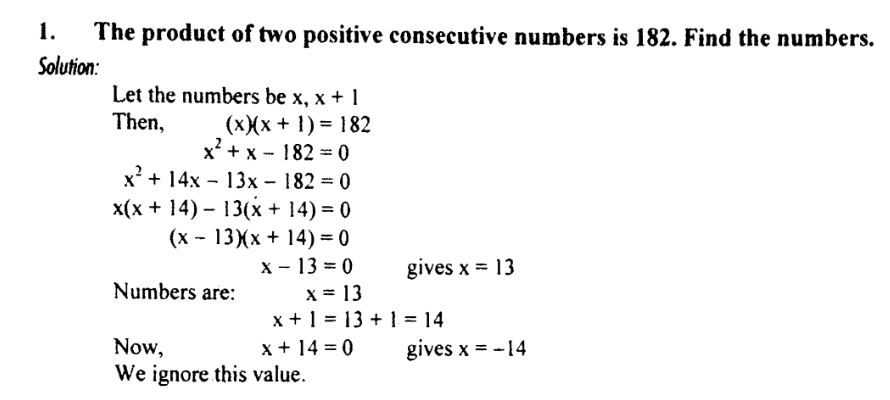 1. The product of two positive consecutive numbers is 182. Find the numbers.
Solution:
Let the numbers be x, x + 1
Then, (x)(x + 1) = 182
x² + x – 182 = 0
x² + 14x – 13x – 182 = 0
x(x + 14) – 13(x + 14) = 0
(x – 13)(x + 14) = 0
x – 13 = 0 gives x = 13
Numbers are: x = 13
x + 1 = 13 + 1 = 14
Now, x + 14 = 0 gives x = –14
We ignore this value.